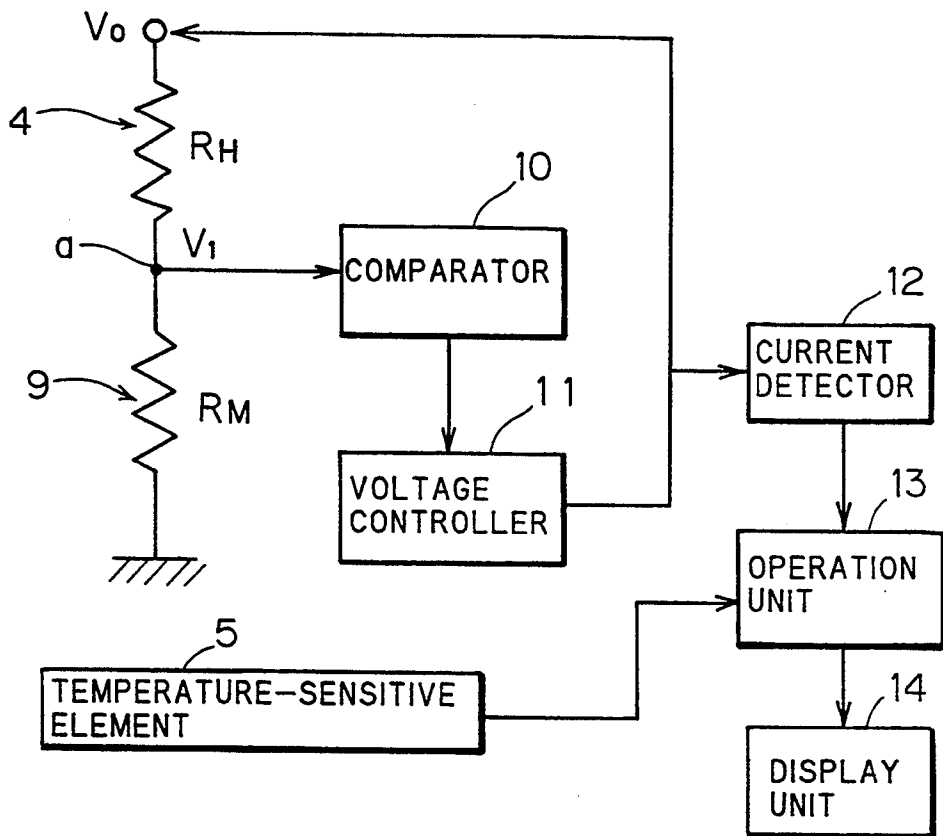 V0
4
RH
10
a
V1
COMPARATOR
12
CURRENT
DETECTOR
9
RM
11
VOLTAGE
CONTROLLER
13
OPERATION
UNIT
5
TEMPERATURE-SENSITIVE
ELEMENT
14
DISPLAY
UNIT